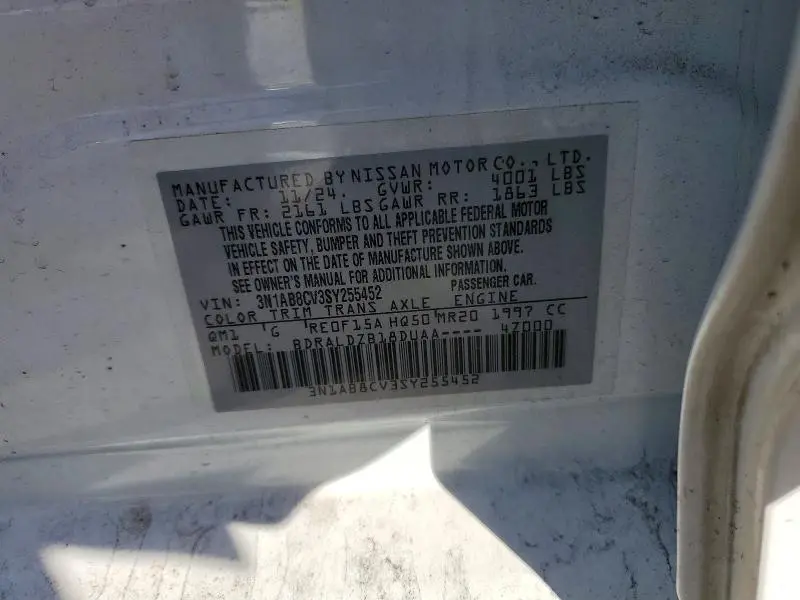 MANUFACTURED BY NISSAN MOTOR CO., LTD.
DATE: 11/24, GVWR: 4001 LBS
GAWR FR: 2161 LBS GAWR RR: 1863 LBS
THIS VEHICLE CONFORMS TO ALL APPLICABLE FEDERAL MOTOR
VEHICLE SAFETY, BUMPER AND THEFT PREVENTION STANDARDS
IN EFFECT ON THE DATE OF MANUFACTURE SHOWN ABOVE.
SEE OWNER'S MANUAL FOR ADDITIONAL INFORMATION.
VIN: 3N1AB8CV3SY255452 PASSENGER CAR.
COLOR TRIM TRANS AXLE ENGINE
QM1 'G RE0F15A HQ50 MR20 1997 CC
MODEL: BDRALDZB18DUAA---- 47000
3N1AB8CV3SY255452